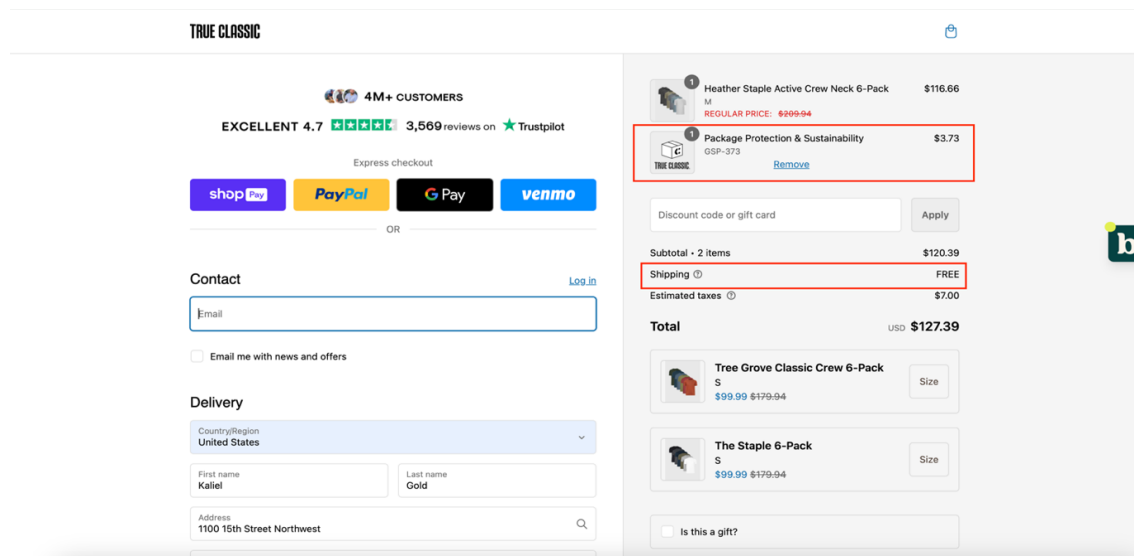 TRUE CLASSIC
4M+ CUSTOMERS
EXCELLENT 4.7 3,569 reviews on Trustpilot
Express checkout
shop Pay PayPal G Pay venmo
OR
Contact Log in
Email
Email me with news and offers
Delivery
Country/Region
United States
First name
Kaliel
Last name
Gold
Address
1100 15th Street Northwest
1
Heather Staple Active Crew Neck 6-Pack $116.66
M
REGULAR PRICE: $209.94
1
Package Protection & Sustainability $3.73
GSP-373
C
TRUE CLASSIC
Remove
Discount code or gift card Apply
Subtotal • 2 items $120.39
Shipping FREE
Estimated taxes $7.00
Total USD $127.39
Tree Grove Classic Crew 6-Pack
S
$99.99 $179.94
Size
The Staple 6-Pack
S
$99.99 $179.94
Size
Is this a gift?
b